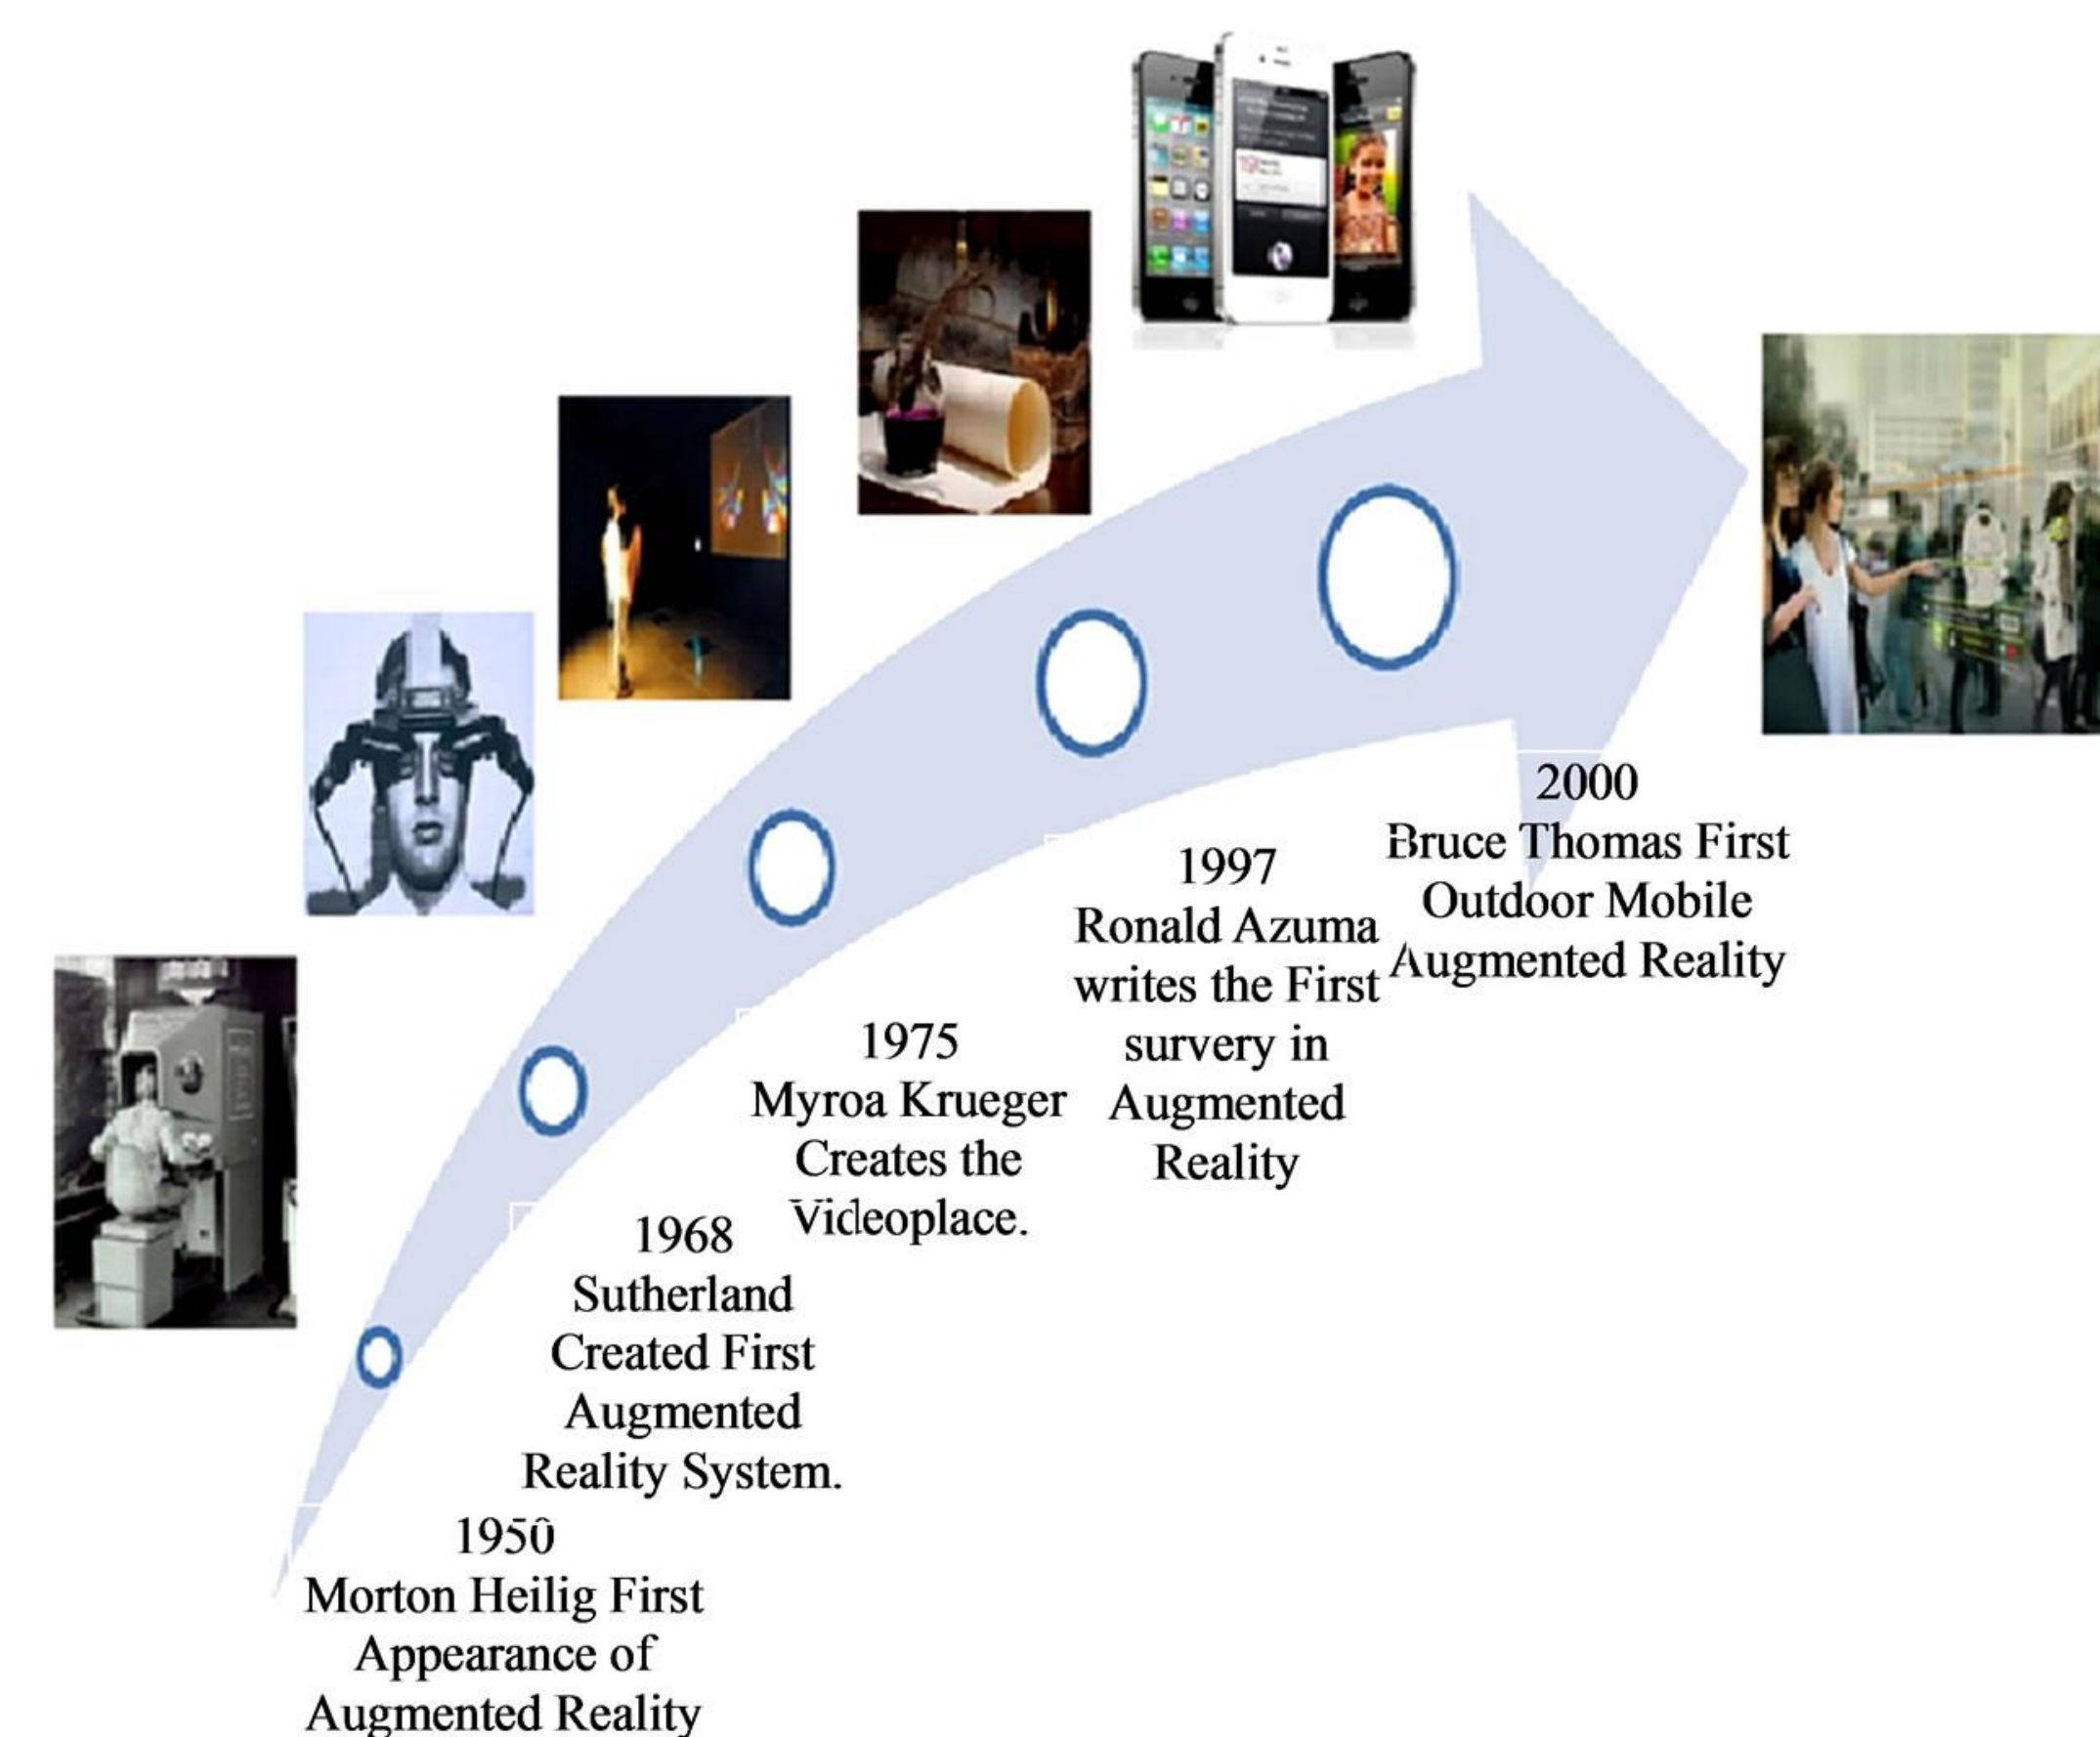 2000
Bruce Thomas First
Outdoor Mobile
Augmented Reality
1997
Ronald Azuma
writes the First
survery in
Augmented
Reality
1975
Myroa Krueger
Creates the
Videoplace.
1968
Sutherland
Created First
Augmented
Reality System.
1950
Morton Heilig First
Appearance of
Augmented Reality